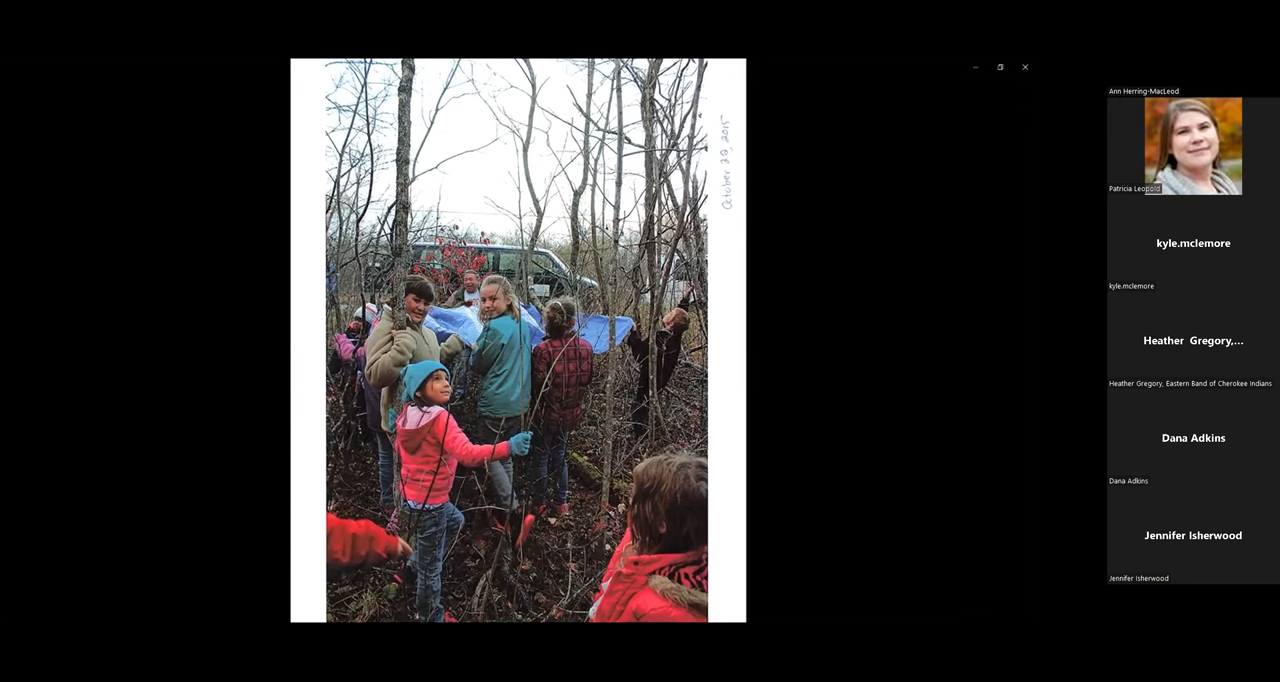 October 22, 2015
Ann Herring-MacLeod
Patricia Leopold
kyle.mclemore
kyle.mclemore
Heather Gregory,...
Heather Gregory, Eastern Band of Cherokee Indians
Dana Adkins
Dana Adkins
Jennifer Isherwood
Jennifer Isherwood